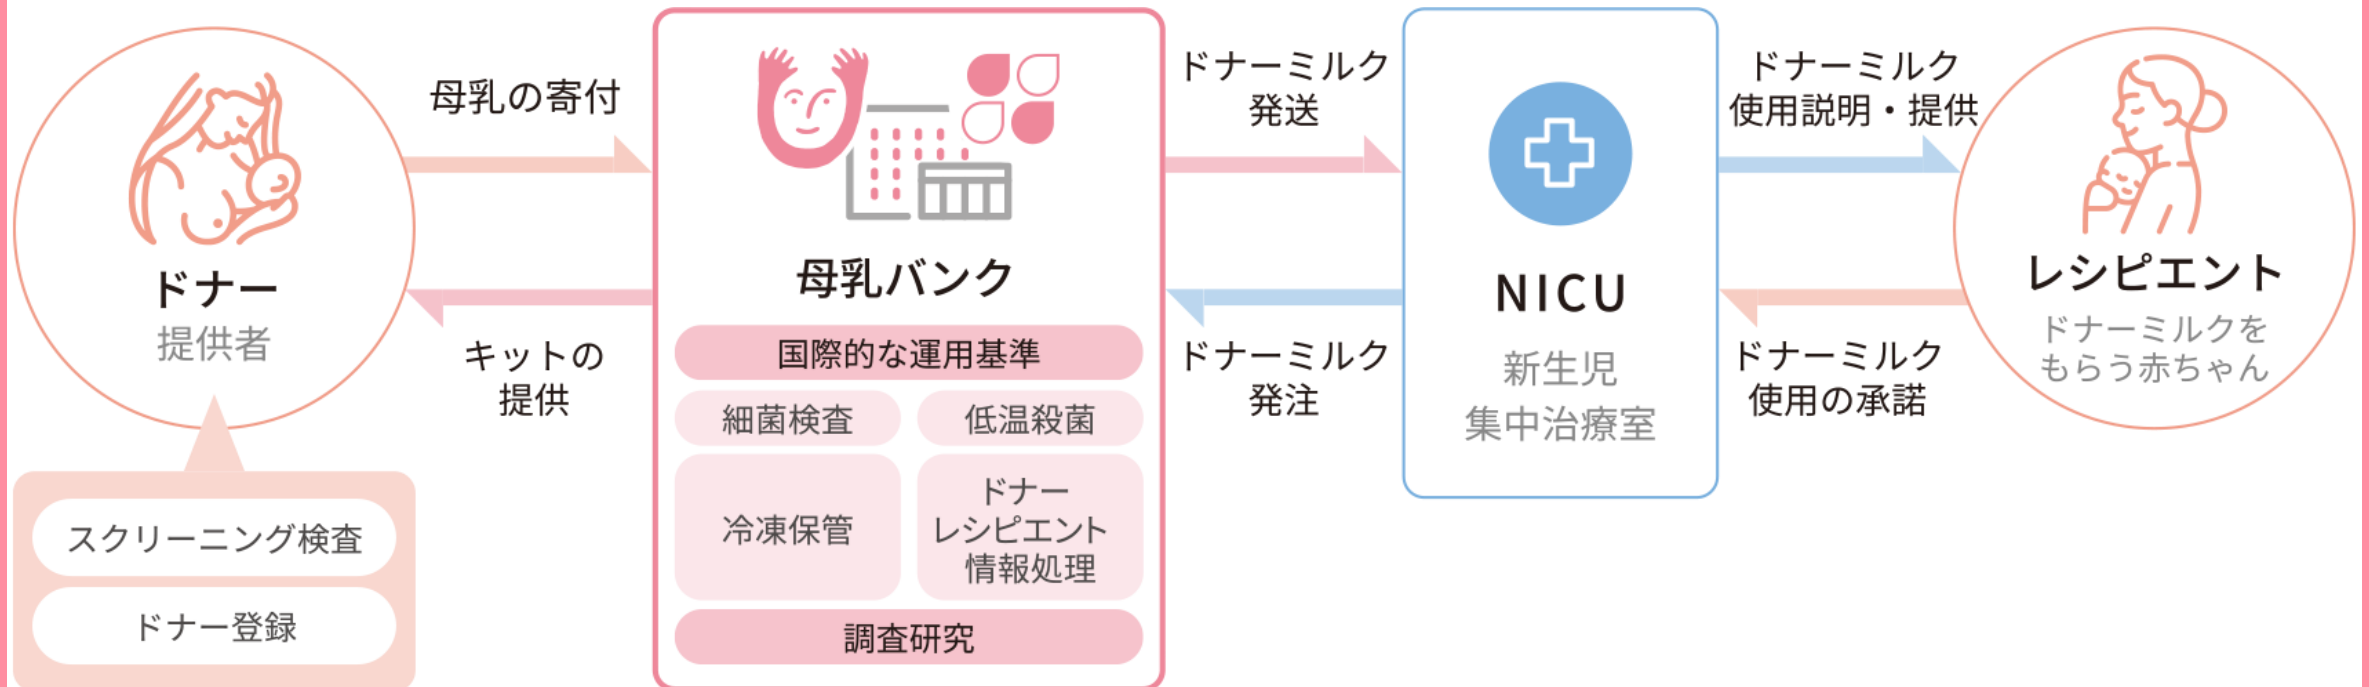 ドナー
提供者
スクリーニング検査
ドナー登録
母乳の寄付
キットの
提供
母乳バンク
国際的な運用基準
細菌検査
低温殺菌
冷凍保管
ドナー
レシピエント
情報処理
調査研究
ドナーミルク
発送
ドナーミルク
発注
NICU
新生児
集中治療室
ドナーミルク
使用説明・提供
ドナーミルク
使用の承諾
レシピエント
ドナーミルクを
もらう赤ちゃん